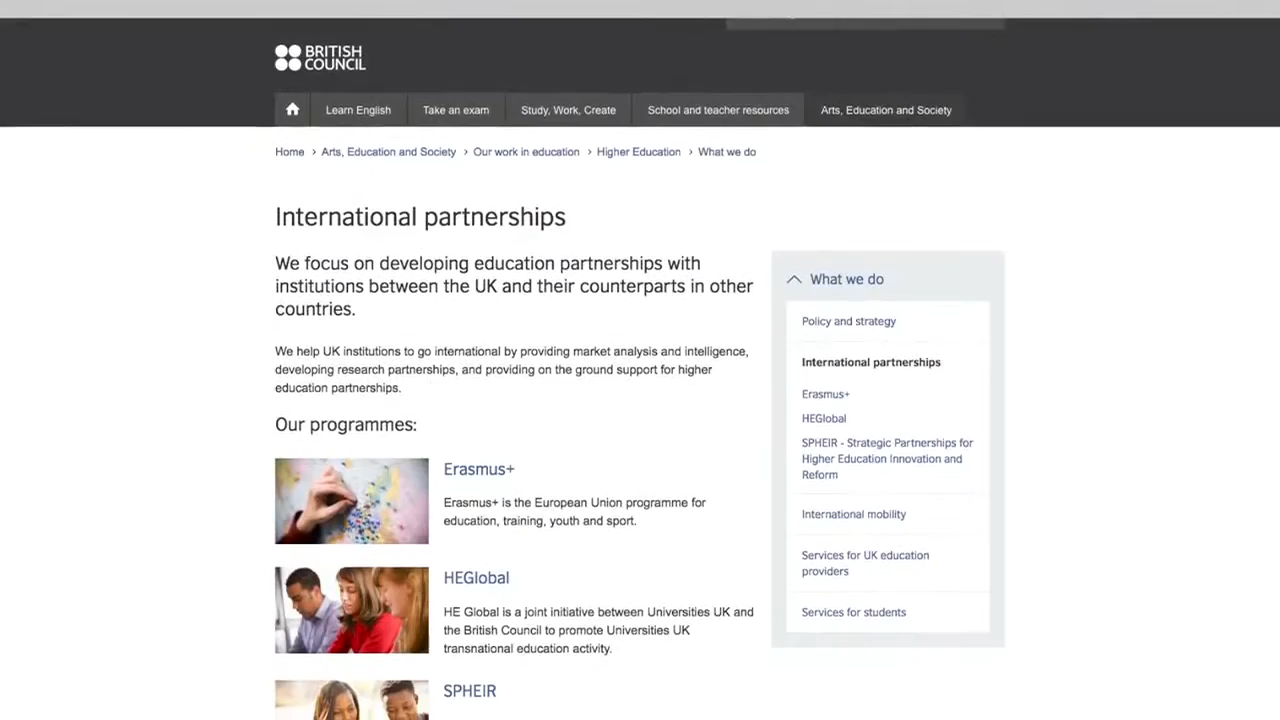 BRITISH
COUNCIL
Learn English
Take an exam
Study, Work, Create
School and teacher resources
Arts, Education and Society
Home > Arts, Education and Society > Our work in education > Higher Education > What we do
International partnerships
We focus on developing education partnerships with
institutions between the UK and their counterparts in other
countries.
We help UK institutions to go international by providing market analysis and intelligence,
developing research partnerships, and providing on the ground support for higher
education partnerships.
Our programmes:
Erasmus+
Erasmus+ is the European Union programme for
education, training, youth and sport.
HEGlobal
HE Global is a joint initiative between Universities UK and
the British Council to promote Universities UK
transnational education activity.
SPHEIR
What we do
Policy and strategy
International partnerships
Erasmus+
HEGlobal
SPHEIR - Strategic Partnerships for
Higher Education Innovation and
Reform
International mobility
Services for UK education
providers
Services for students